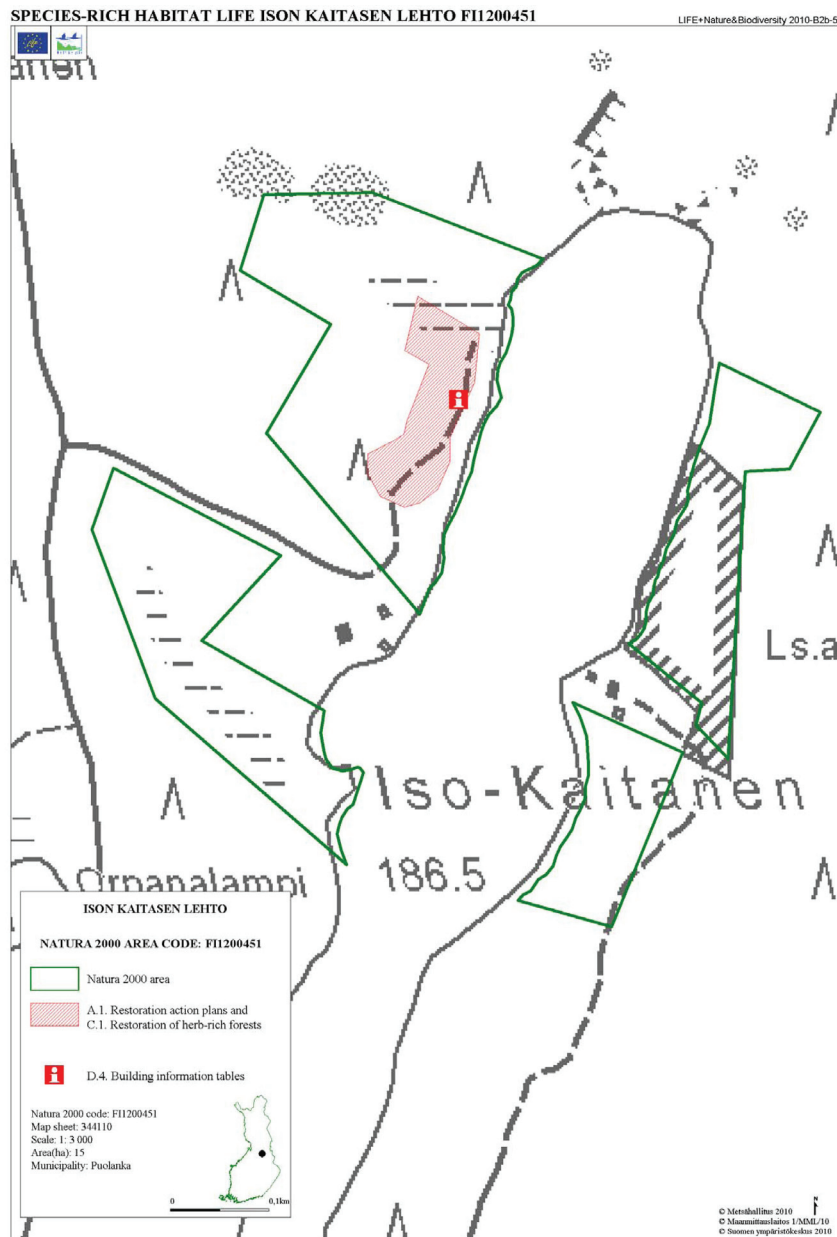 SPECIES-RICH HABITAT LIFE ISON KAITASEN LEHTO FI1200451
LIFE+Nature&Biodiversity 2010-B2b-5
Ls.a
Iso-Kaitanen
Orpanalampi
186.5
ISON KAITASEN LEHTO
NATURA 2000 AREA CODE: FI1200451
Natura 2000 area
A.1. Restoration action plans and
C.1. Restoration of herb-rich forests
i
D.4. Building information tables
Natura 2000 code: FI1200451
Map sheet: 344110
Scale: 1: 3 000
Area(ha): 15
Municipality: Puolanka
0 0,1km
© Metsähallitus 2010
© Maanmittauslaitos 1/MML/10
© Suomen ympäristökeskus 2010